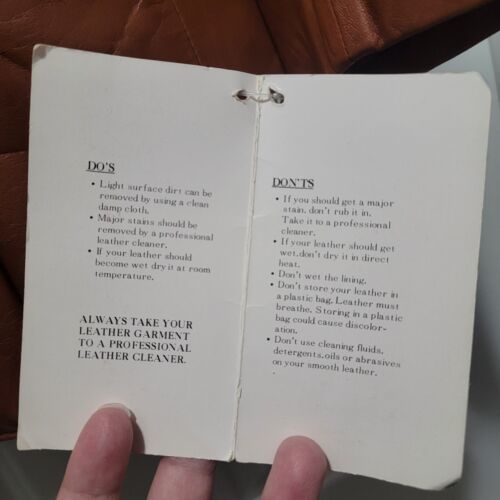 DO'S
• Light surface dirt can be
removed by using a clean
damp cloth.
• Major stains should be
removed by a professional
leather cleaner.
• If your leather should
become wet dry it at room
temperature.
ALWAYS TAKE YOUR
LEATHER GARMENT
TO A PROFESSIONAL
LEATHER CLEANER.
DON'TS
• If you should get a major
stain, don't rub it in.
Take it to a professional
cleaner.
• If your leather should get
wet,don't dry it in direct
heat.
• Don't wet the lining.
• Don't store your leather in
a plastic bag. Leather must
breathe. Storing in a plastic
bag could cause discolor-
ation.
• Don't use cleaning fluids,
detergents,oils or abrasives
on your smooth leather.